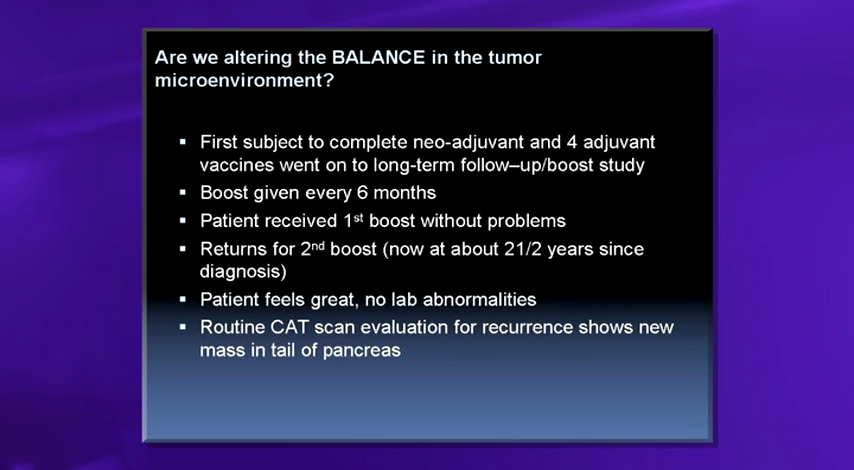 Are we altering the BALANCE in the tumor
microenvironment?
▪ First subject to complete neo-adjuvant and 4 adjuvant
vaccines went on to long-term follow–up/boost study
▪ Boost given every 6 months
▪ Patient received 1st boost without problems
▪ Returns for 2nd boost (now at about 21/2 years since
diagnosis)
▪ Patient feels great, no lab abnormalities
▪ Routine CAT scan evaluation for recurrence shows new
mass in tail of pancreas